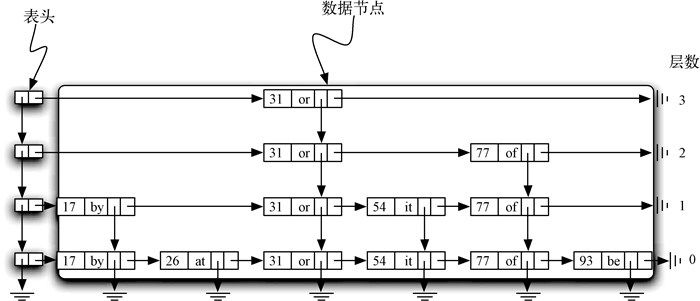 表头
数据节点
层数
31 or 3
31 or 77 of 2
17 by 31 or 54 it 77 of 1
17 by 26 at 31 or 54 it 77 of 93 be 0